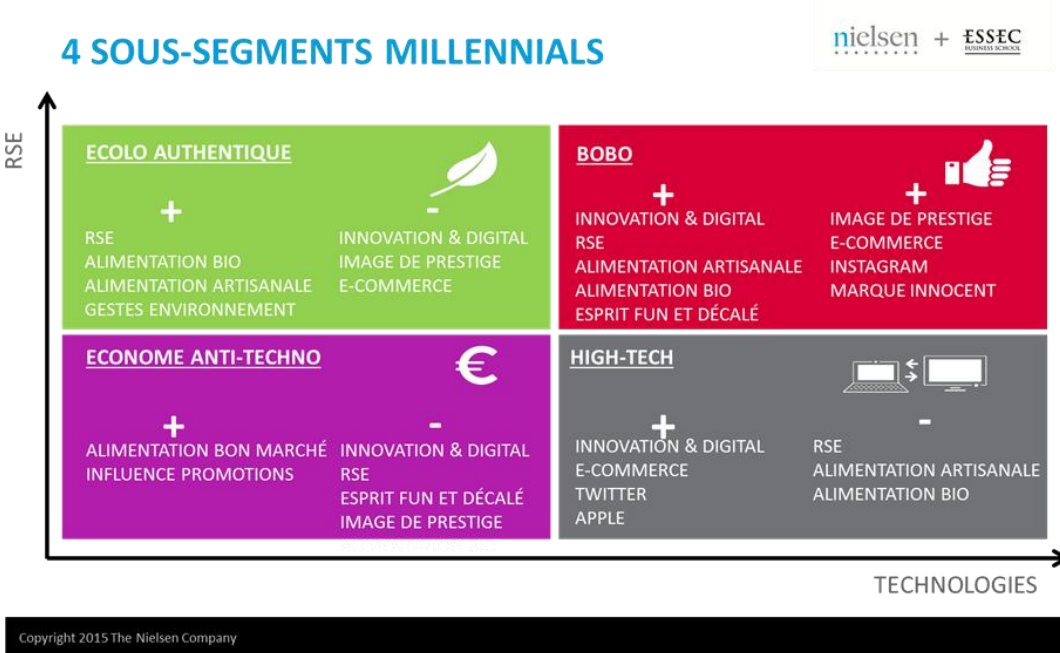 4 SOUS-SEGMENTS MILLENNIALS
nielsen + ESSEC
BUSINESS SCHOOL
RSE
ECOLO AUTHENTIQUE
+
-
RSE
ALIMENTATION BIO
ALIMENTATION ARTISANALE
GESTES ENVIRONNEMENT
INNOVATION & DIGITAL
IMAGE DE PRESTIGE
E-COMMERCE
BOBO
+
+
INNOVATION & DIGITAL
RSE
ALIMENTATION ARTISANALE
ALIMENTATION BIO
ESPRIT FUN ET DÉCALÉ
IMAGE DE PRESTIGE
E-COMMERCE
INSTAGRAM
MARQUE INNOCENT
ECONOME ANTI-TECHNO
€
+
-
ALIMENTATION BON MARCHÉ
INFLUENCE PROMOTIONS
INNOVATION & DIGITAL
RSE
ESPRIT FUN ET DÉCALÉ
IMAGE DE PRESTIGE
HIGH-TECH
+
-
INNOVATION & DIGITAL
E-COMMERCE
TWITTER
APPLE
RSE
ALIMENTATION ARTISANALE
ALIMENTATION BIO
TECHNOLOGIES
Copyright 2015 The Nielsen Company